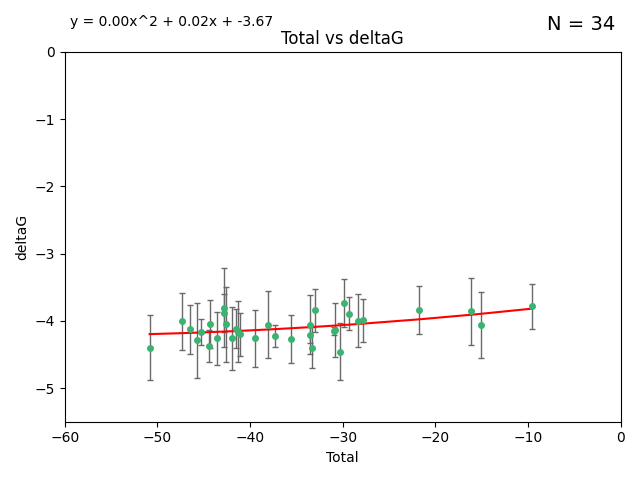 y = 0.00x^2 + 0.02x + -3.67
N = 34
Total vs deltaG
0
−1
−2
−3
−4
−5
deltaG
−60 −50 −40 −30 −20 −10 0
Total